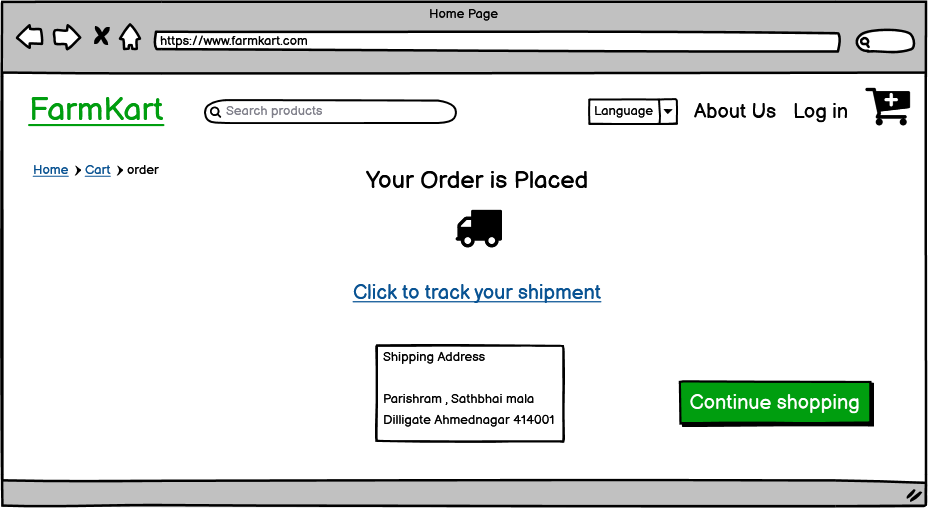 Home Page
https://www.farmkart.com
FarmKart
Search products
Language
About Us
Log in
Home
Cart
order
Your Order is Placed
Click to track your shipment
Shipping Address
Parishram , Sathbhai mala
Dilligate Ahmednagar 414001
Continue shopping